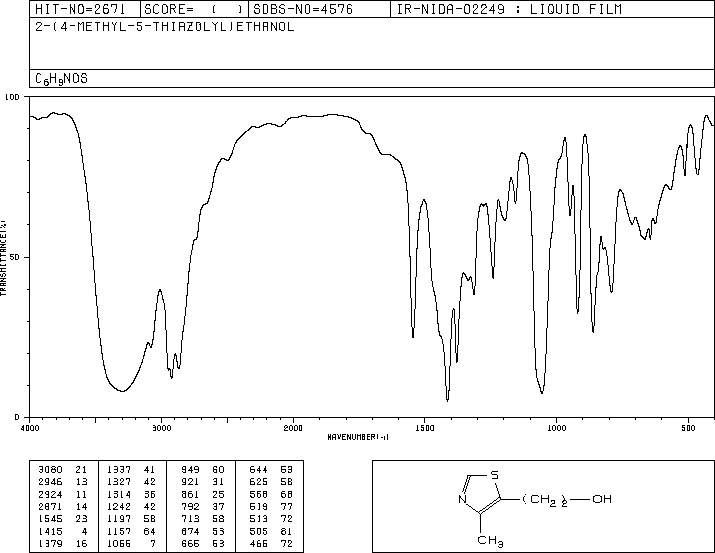 HIT-NO=2671 SCORE= ( ) SDBS-NO=4576 IR-NIDA-02249 : LIQUID FILM
2-(4-METHYL-5-THIAZOLYL)ETHANOL
C6H9NOS
100
50
0
TRANSMITTANCE(%)
4000 3000 2000 1500 1000 500
WAVENUMBER(-1)
3080 21 1337 41 949 60 644 53
2946 13 1327 42 921 31 625 58
2924 11 1314 36 861 25 568 68
2871 14 1242 42 792 37 519 77
1545 23 1197 58 713 58 513 72
1415 4 1157 64 674 53 505 81
1379 16 1066 7 665 53 466 72
S
N
(CH2)2 OH
CH3